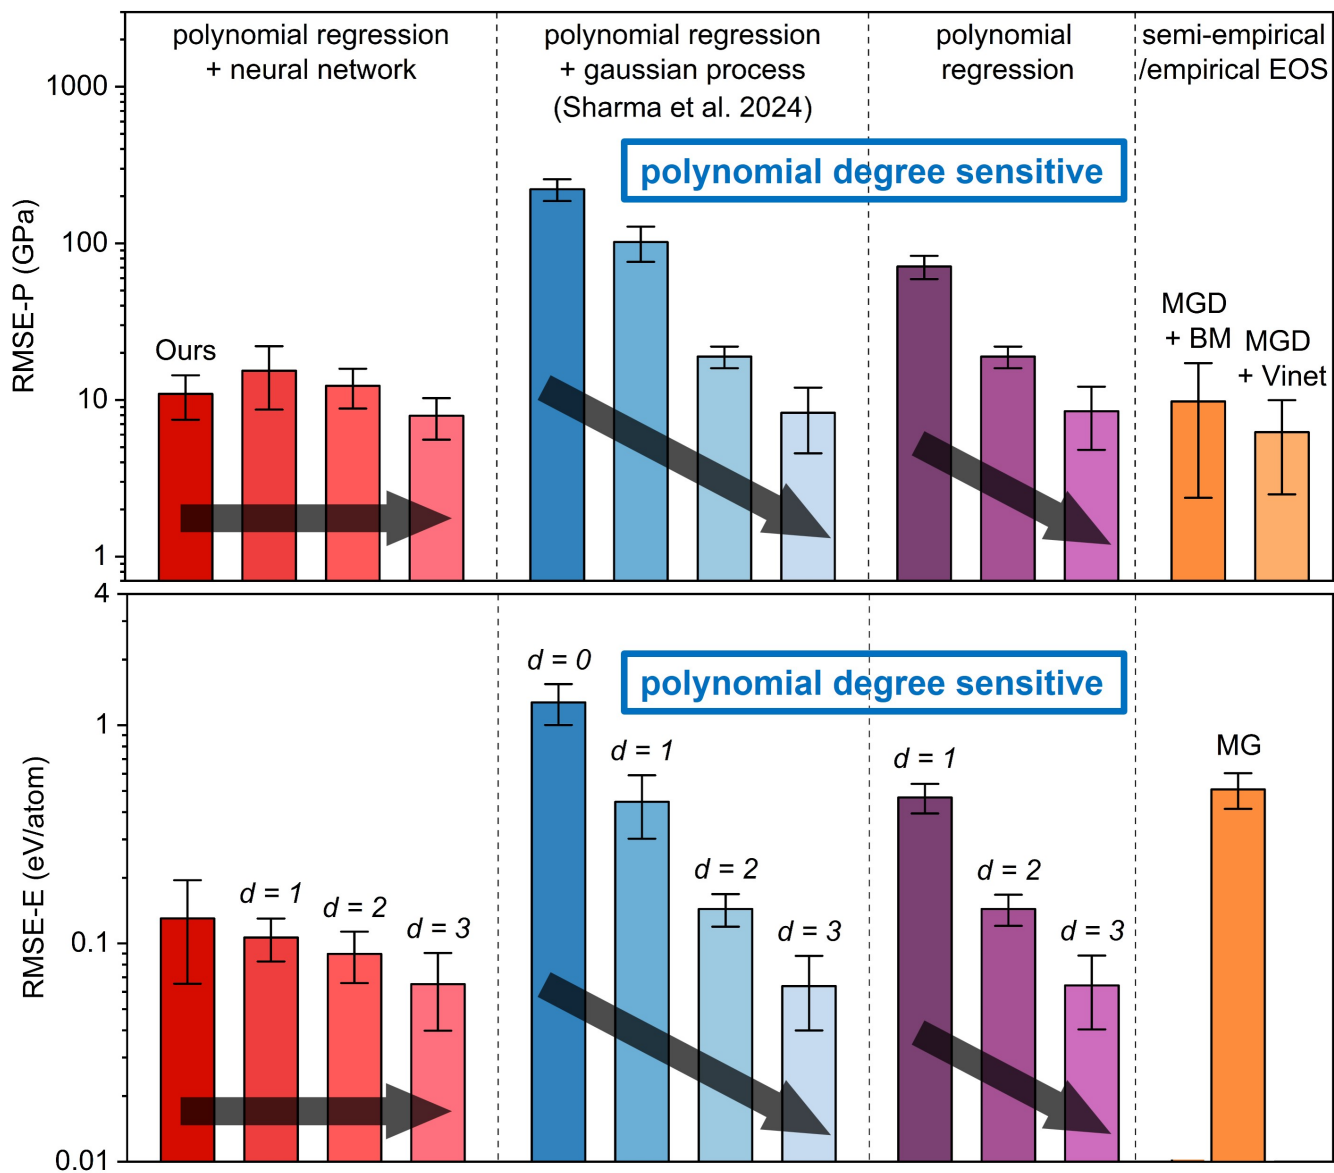 polynomial regression
+ neural network
polynomial regression
+ gaussian process
(Sharma et al. 2024)
polynomial
regression
semi-empirical
/empirical EOS
polynomial degree sensitive
RMSE-P (GPa)
1000
100
10
1
Ours
MGD
+ BM
MGD
+ Vinet
polynomial degree sensitive
RMSE-E (eV/atom)
4
1
0.1
0.01
d = 1
d = 2
d = 3
d = 0
d = 1
d = 2
d = 3
d = 1
d = 2
d = 3
MG